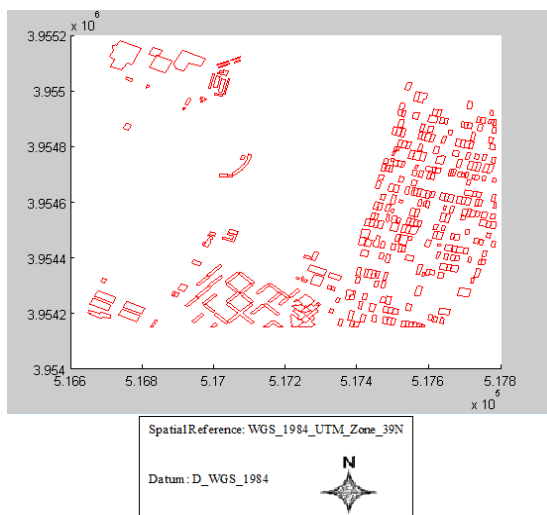 x 10^6
3.9552
3.955
3.9548
3.9546
3.9544
3.9542
3.954
5.166 5.168 5.17 5.172 5.174 5.176 5.178
x 10^5
SpatialReference: WGS_1984_UTM_Zone_39N
N
Datum: D_WGS_1984